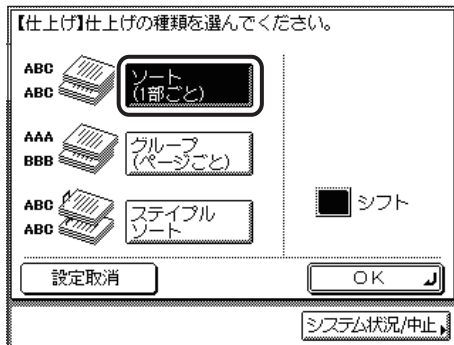 【仕上げ】仕上げの種類を選んでください。
ABC
ABC
ソート
(1部ごと)
AAA
BBB
グループ
(ページごと)
ABC
ABC
ステイプル
ソート
シフト
設定取消
OK
システム状況/中止